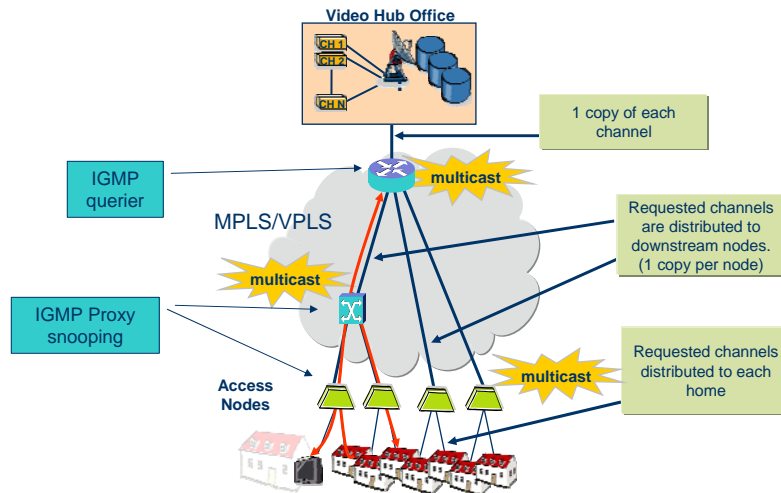 Video Hub Office
CH 1
CH 2
CH N
1 copy of each
channel
IGMP
querier
multicast
MPLS/VPLS
Requested channels
are distributed to
downstream nodes.
(1 copy per node)
multicast
IGMP Proxy
snooping
Requested channels
distributed to each
home
multicast
Access
Nodes